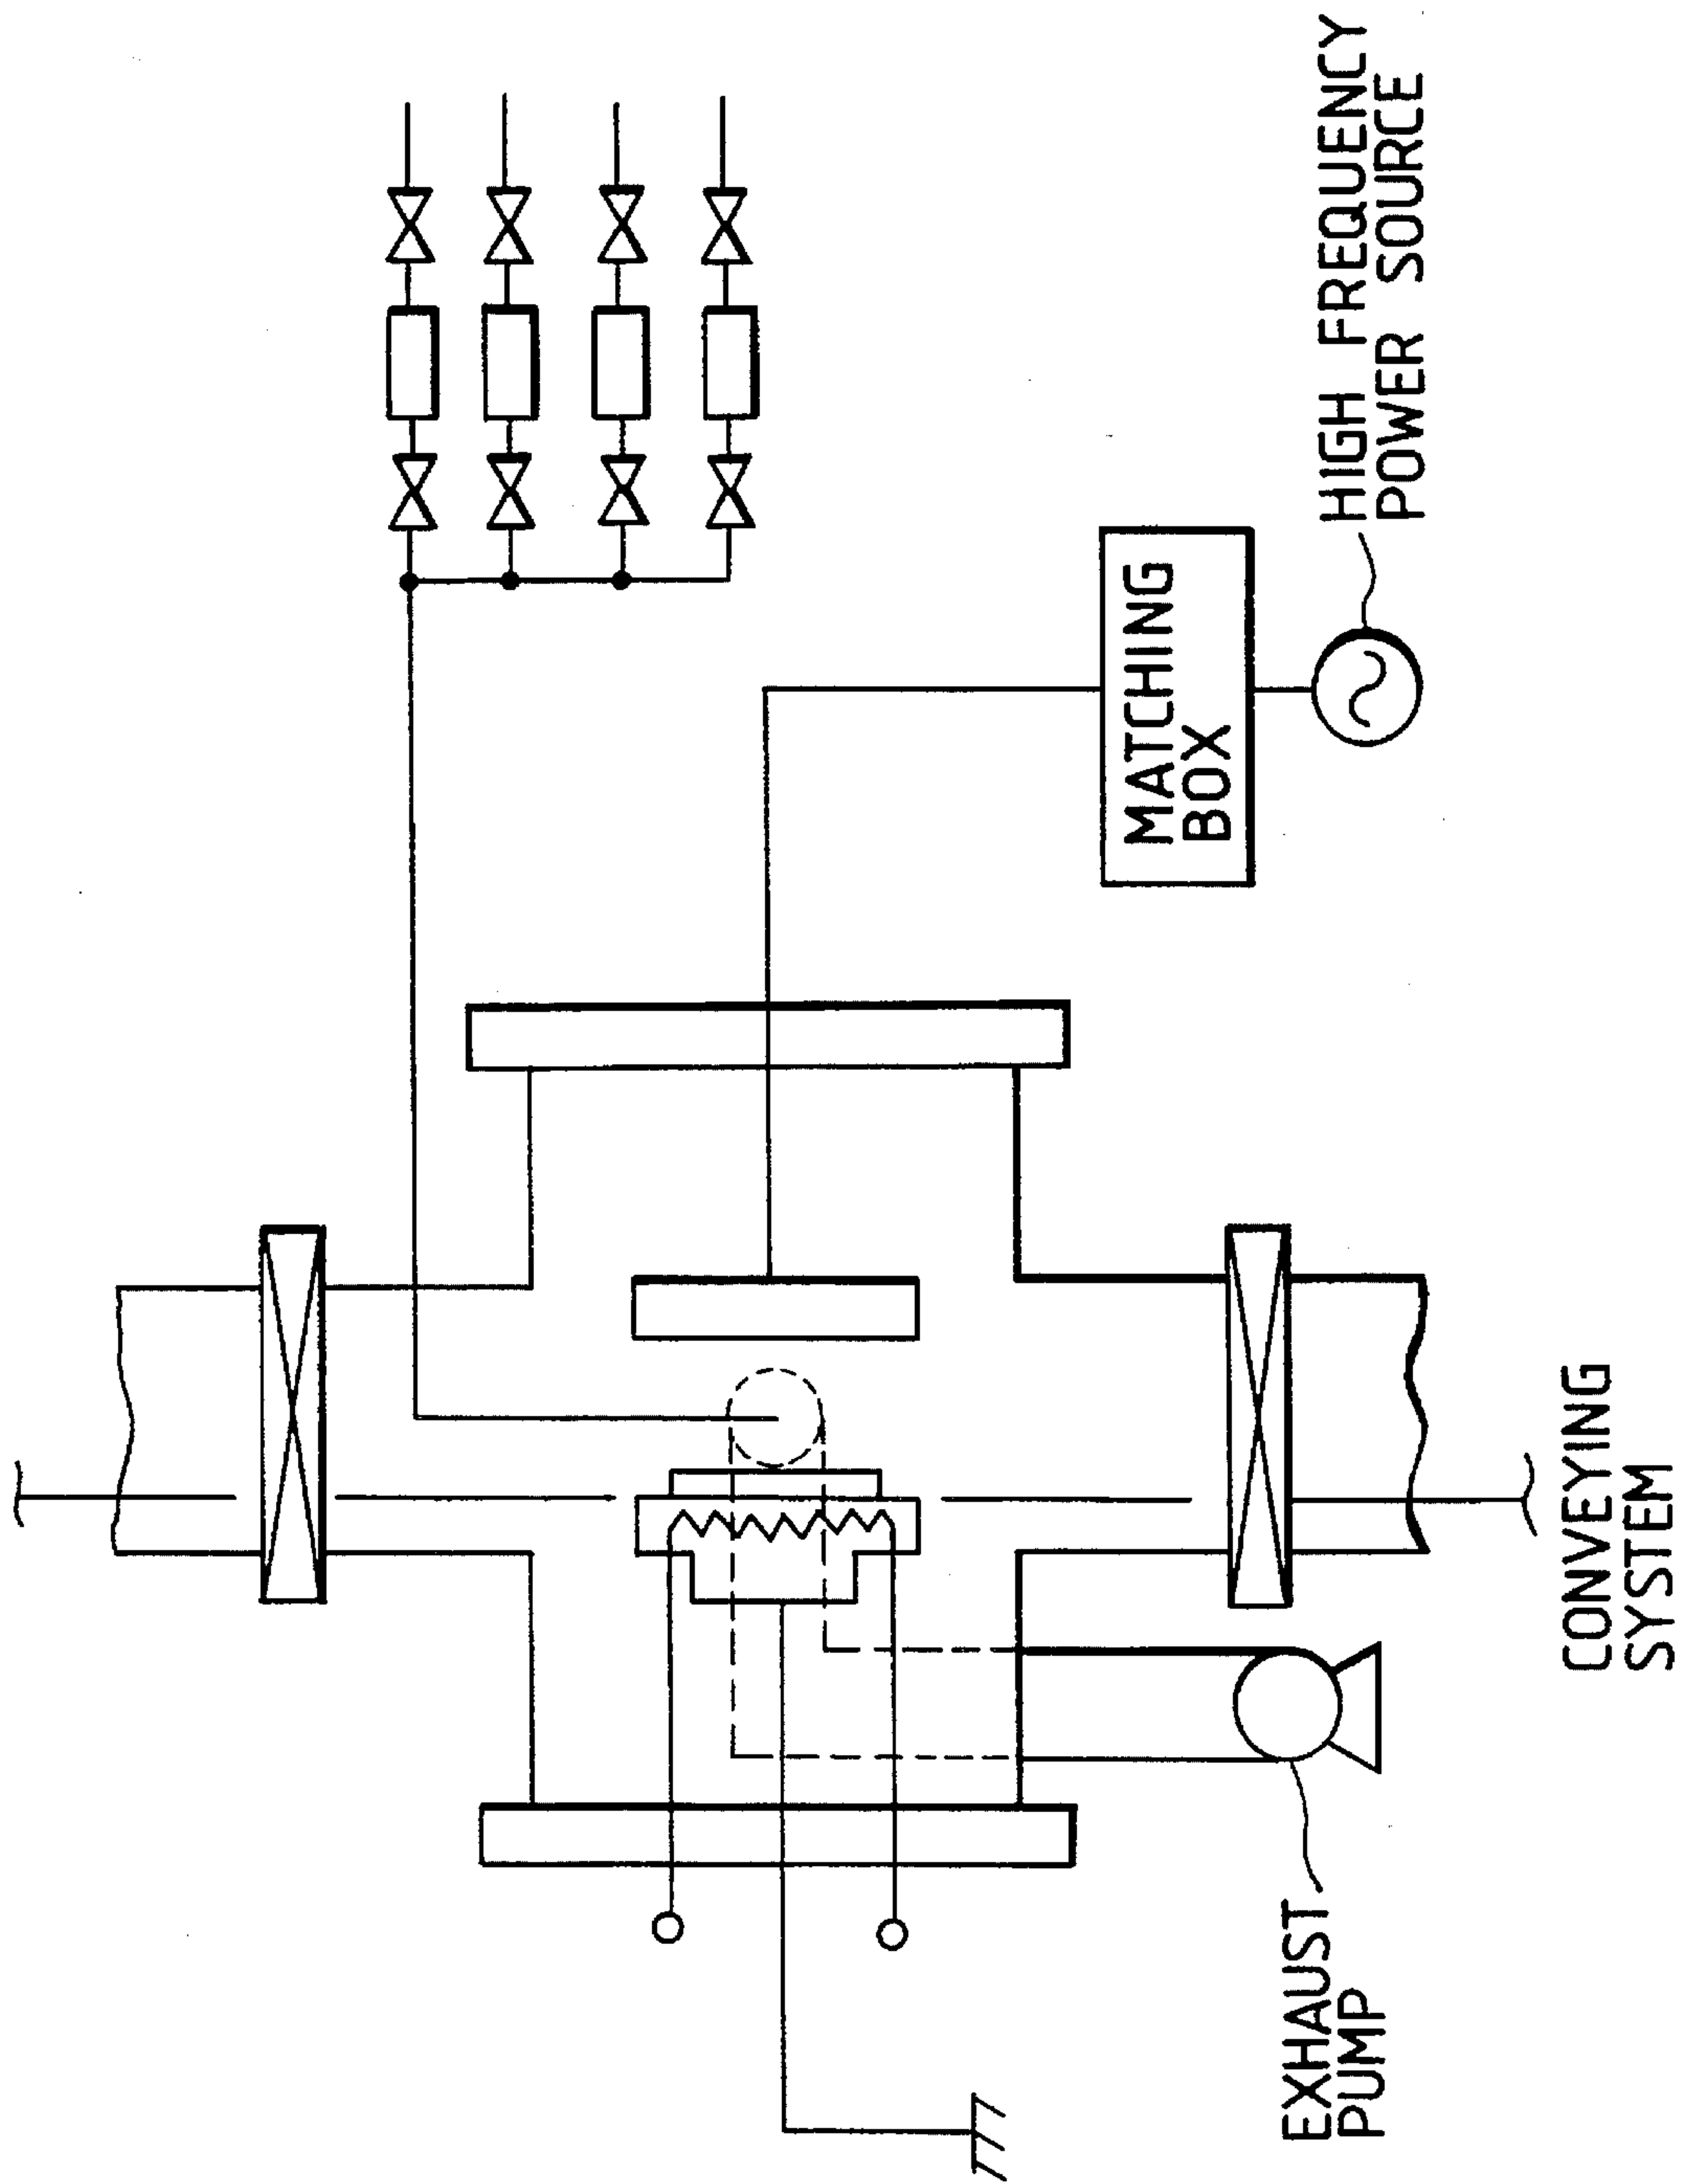 HIGH FREQUENCY
POWER SOURCE
MATCHING
BOX
CONVEYING
SYSTEM
EXHAUST
PUMP